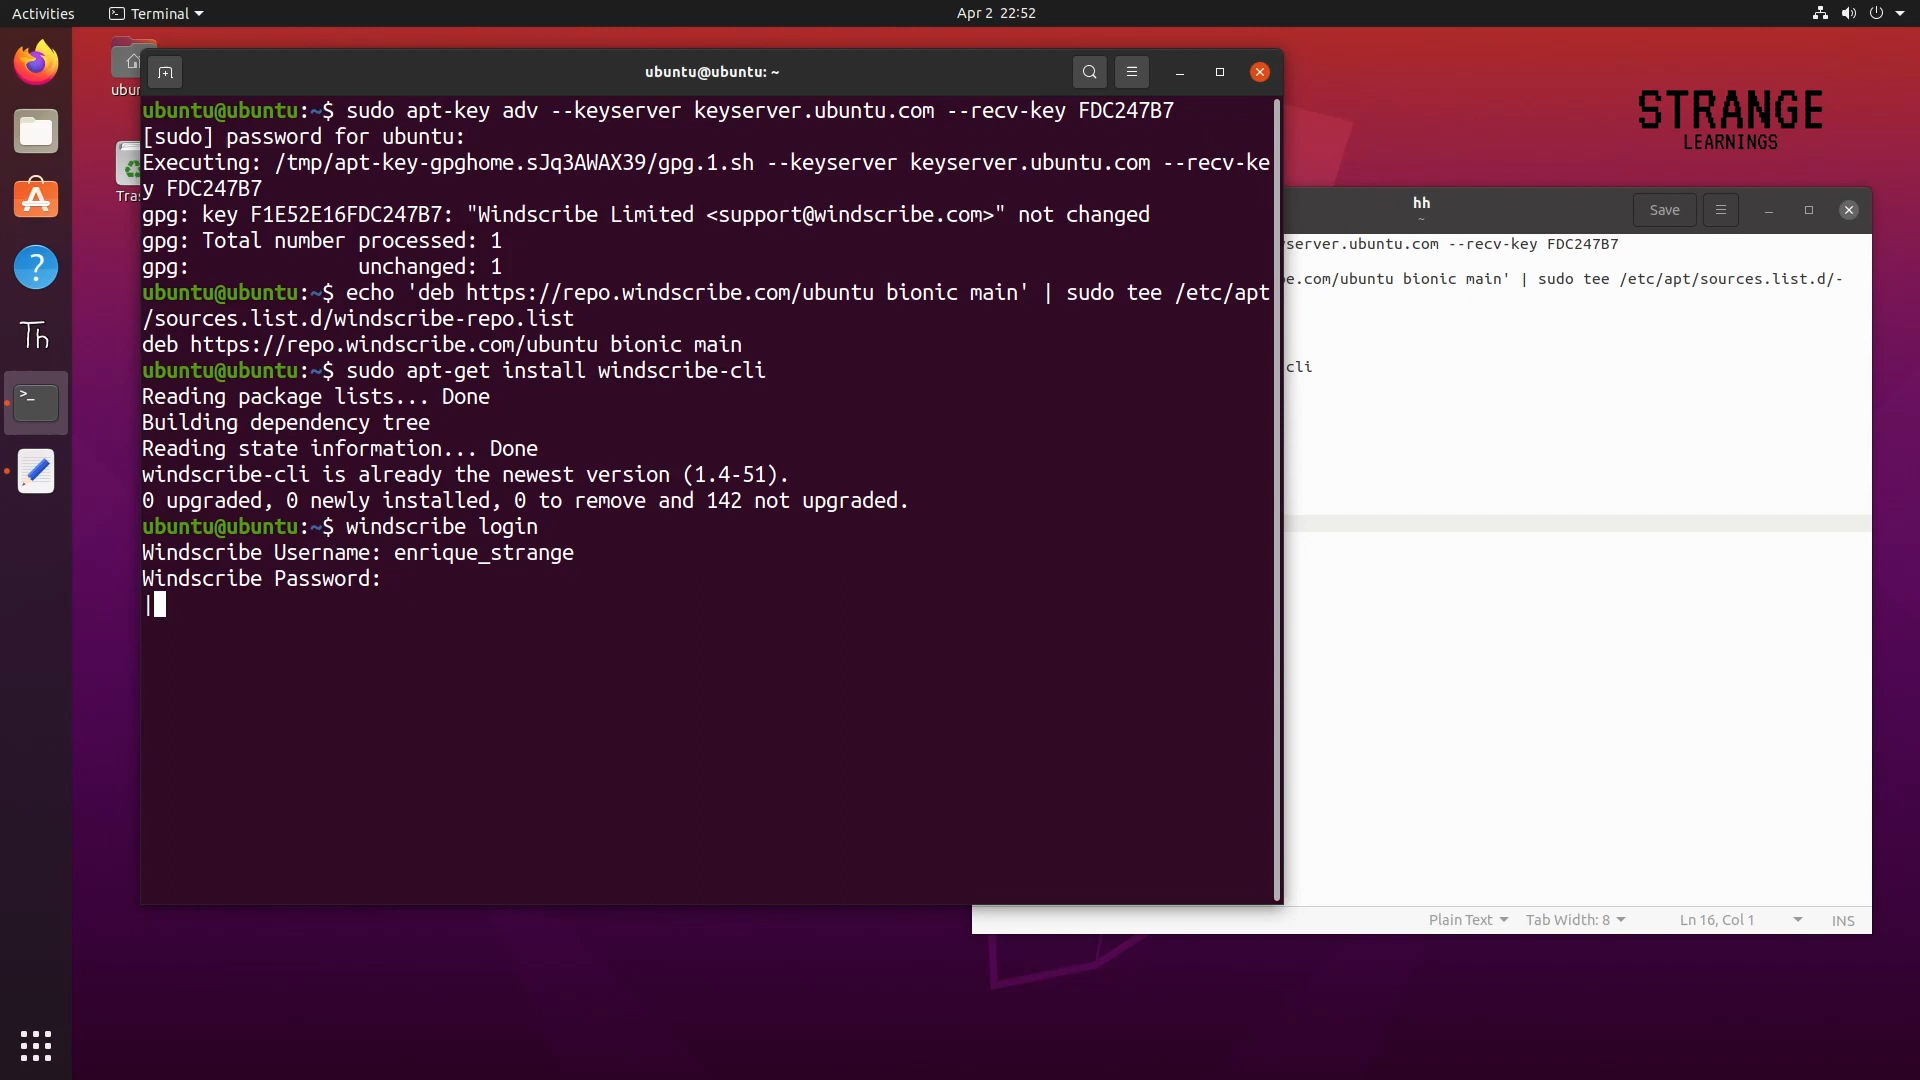 Activities
Terminal
Apr 2 22:52
ubuntu@ubuntu: ~
ubuntu@ubuntu:~$ sudo apt-key adv --keyserver keyserver.ubuntu.com --recv-key FDC247B7
[sudo] password for ubuntu:
Executing: /tmp/apt-key-gpghome.sJq3AWAX39/gpg.1.sh --keyserver keyserver.ubuntu.com --recv-ke
y FDC247B7
gpg: key F1E52E16FDC247B7: "Windscribe Limited <support@windscribe.com>" not changed
gpg: Total number processed: 1
gpg:              unchanged: 1
ubuntu@ubuntu:~$ echo 'deb https://repo.windscribe.com/ubuntu bionic main' | sudo tee /etc/apt
/sources.list.d/windscribe-repo.list
deb https://repo.windscribe.com/ubuntu bionic main
ubuntu@ubuntu:~$ sudo apt-get install windscribe-cli
Reading package lists... Done
Building dependency tree
Reading state information... Done
windscribe-cli is already the newest version (1.4-51).
0 upgraded, 0 newly installed, 0 to remove and 142 not upgraded.
ubuntu@ubuntu:~$ windscribe login
Windscribe Username: enrique_strange
Windscribe Password:
|
ubun
Tra
Th
STRANGE
LEARNINGS
hh
~
Save
server.ubuntu.com --recv-key FDC247B7
e.com/ubuntu bionic main' | sudo tee /etc/apt/sources.list.d/-
cli
Plain Text
Tab Width: 8
Ln 16, Col 1
INS